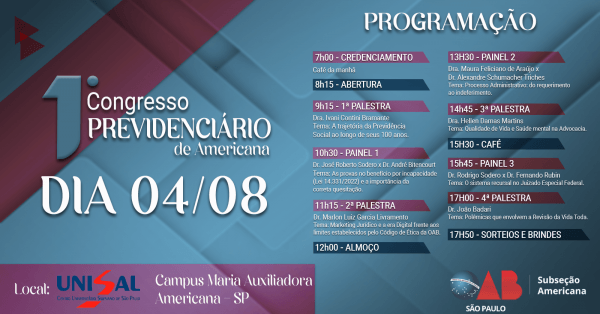 1º Congresso
PREVIDENCIÁRIO
de Americana
DIA 04/08
Local:
UNISAL
Centro Universitário Salesiano de São Paulo
Campus Maria Auxiliadora
Americana – SP
PROGRAMAÇÃO
7h00 - CREDENCIAMENTO
Café da manhã
8h15 - ABERTURA
9h15 - 1ª PALESTRA
Dra. Ivani Contini Bramante
Tema: A trajetória da Previdência
Social ao longo de seus 100 anos.
10h30 - PAINEL 1
Dr. José Roberto Sodero x Dr. André Bitencourt
Tema: As provas no benefício por incapacidade
(Lei 14.331/2022) e a importância da
correta quesitação.
11h15 - 2ª PALESTRA
Dr. Marlon Luiz Garcia Livramento
Tema: Marketing Jurídico e a era Digital frente aos
limites estabelecidos pelo Código de Ética da OAB.
12h00 - ALMOÇO
13H30 - PAINEL 2
Dra. Maura Feliciano de Araújo x
Dr. Alexandre Schumacher Triches
Tema: Processo Administrativo: do requerimento
ao indeferimento.
14h45 - 3ª PALESTRA
Dra. Hellen Damas Martins
Tema: Qualidade de Vida e Saúde mental na Advocacia.
15H30 - CAFÉ
15h45 - PAINEL 3
Dr. Rodrigo Sodero x Dr. Fernando Rubin
Tema: O sistema recursal no Juizado Especial Federal.
17H00 - 4ª PALESTRA
Dr. João Badari
Tema: Polêmicas que envolvem a Revisão da Vida Toda.
17H50 - SORTEIOS E BRINDES
OAB
SÃO PAULO
Subseção
Americana